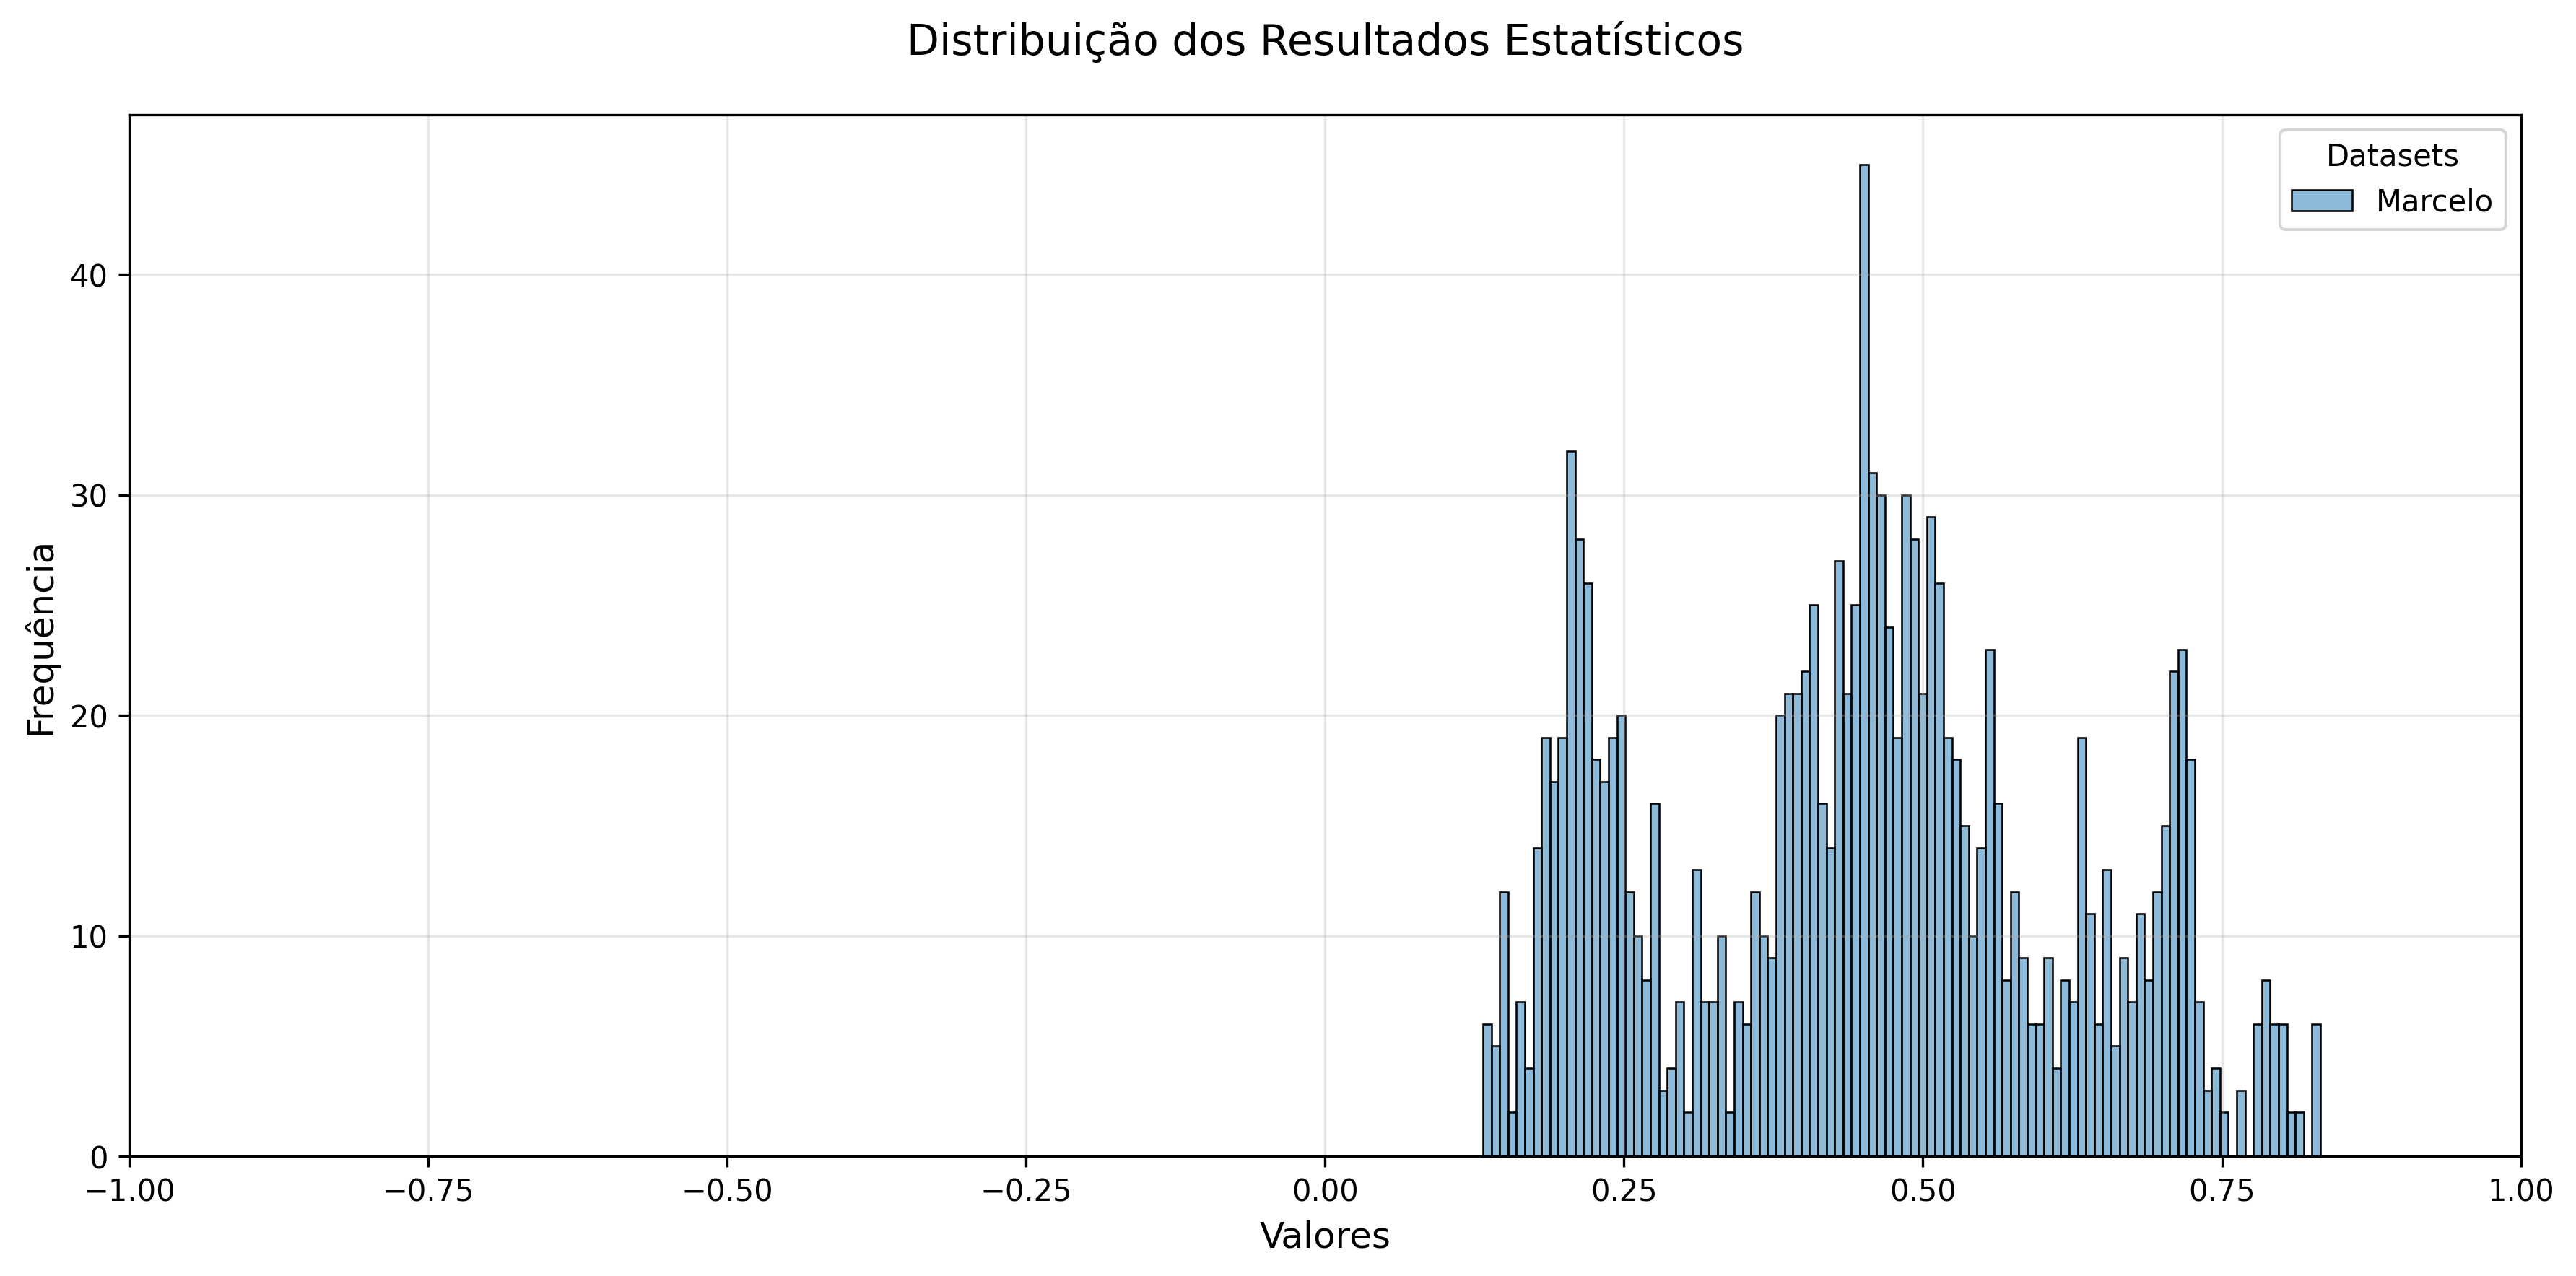 Distribuição dos Resultados Estatísticos
Datasets
Marcelo
Frequência
40
30
20
10
0
−1.00
−0.75
−0.50
−0.25
0.00
0.25
0.50
0.75
1.00
Valores